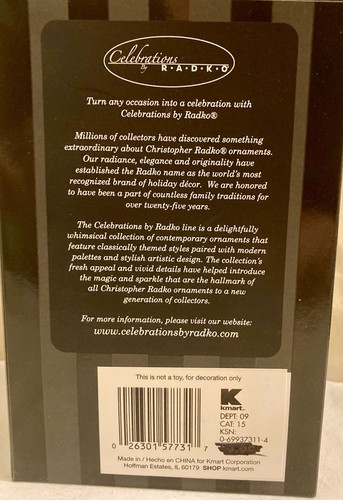 Celebrations
By R·A·D·K·O
Turn any occasion into a celebration with
Celebrations by Radko®
Millions of collectors have discovered something
extraordinary about Christopher Radko® ornaments.
Our radiance, elegance and originality have
established the Radko name as the world's most
recognized brand of holiday décor. We are honored
to have been a part of countless family traditions for
over twenty-five years.
The Celebrations by Radko line is a delightfully
whimsical collection of contemporary ornaments that
feature classically themed styles paired with modern
palettes and stylish artistic design. The collection's
fresh appeal and vivid details have helped introduce
the magic and sparkle that are the hallmark of
all Christopher Radko ornaments to a new
generation of collectors.
For more information, please visit our website:
www.celebrationsbyradko.com
This is not a toy, for decoration only
K
kmart.
DEPT: 09
CAT: 15
KSN:
0-69937311-4
0 26301 57731 7
Made in / Hecho en CHINA for Kmart Corporation
Hoffman Estates, IL 60179 SHOP kmart.com